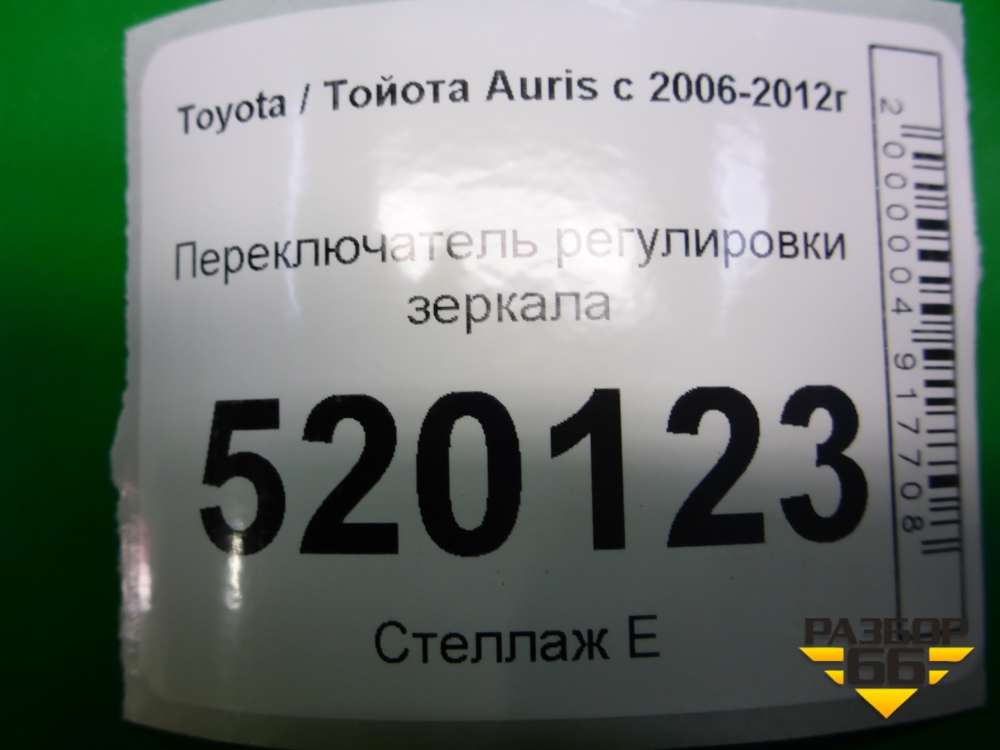 Toyota / Тойота Auris с 2006-2012г
Переключатель регулировки
зеркала
520123
Стеллаж Е
2000004917708
РАЗБОР
66